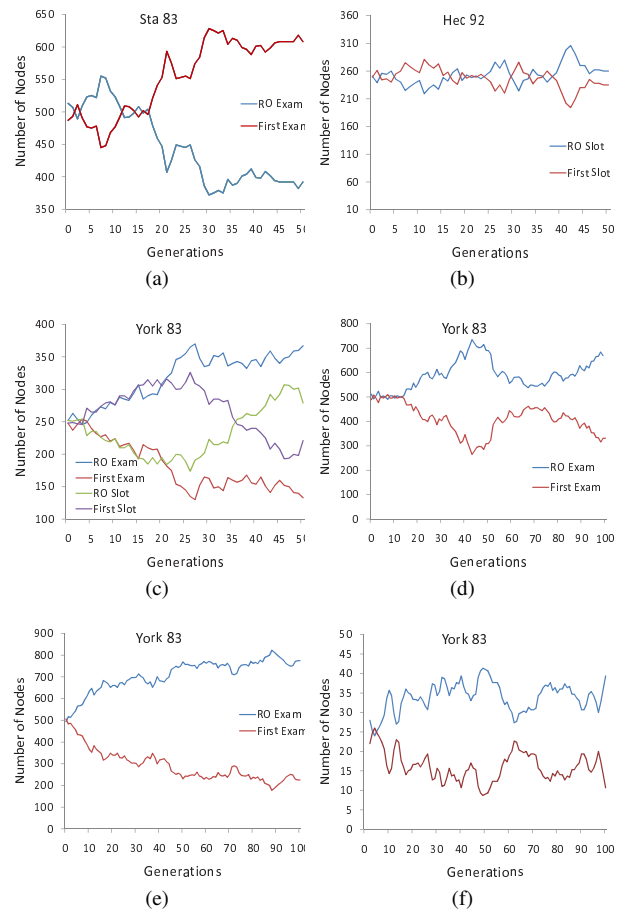 Sta 83
650
600
550
500
450
400
350
0 5 10 15 20 25 30 35 40 45 50
Number of Nodes
Generations
RO Exam
First Exam
(a)
Hec 92
360
310
260
210
160
110
60
10
0 5 10 15 20 25 30 35 40 45 50
Number of Nodes
Generations
RO Slot
First Slot
(b)
York 83
400
350
300
250
200
150
100
0 5 10 15 20 25 30 35 40 45 50
Number of Nodes
Generations
RO Exam
First Exam
RO Slot
First Slot
(c)
York 83
800
700
600
500
400
300
200
100
0
0 10 20 30 40 50 60 70 80 90 100
Number of Nodes
Generations
RO Exam
First Exam
(d)
York 83
900
800
700
600
500
400
300
200
100
0
0 10 20 30 40 50 60 70 80 90 100
Number of Nodes
Generations
RO Exam
First Exam
(e)
York 83
50
45
40
35
30
25
20
15
10
5
0
0 10 20 30 40 50 60 70 80 90 100
Number of Nodes
Generations
(f)